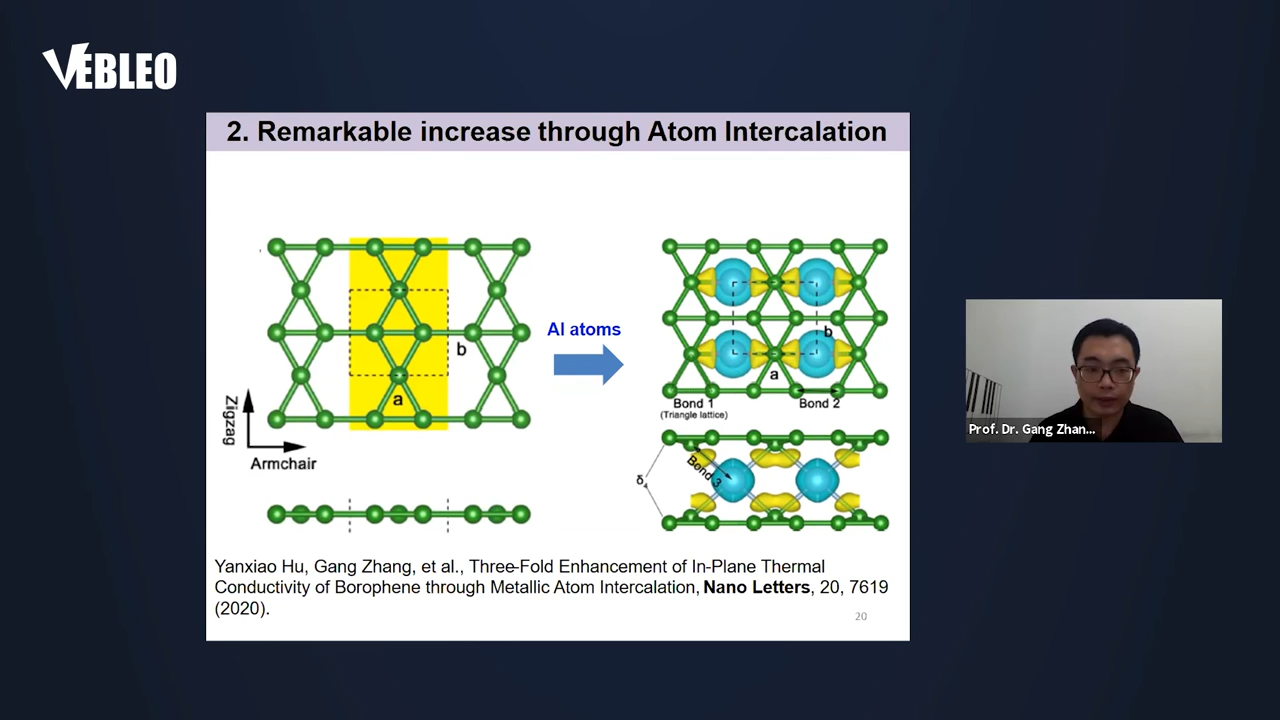 VEBLEO
2. Remarkable increase through Atom Intercalation
Al atoms
b
a
Zigzag
Armchair
b
a
Bond 1
(Triangle lattice)
Bond 2
Bond 3
Yanxiao Hu, Gang Zhang, et al., Three-Fold Enhancement of In-Plane Thermal
Conductivity of Borophene through Metallic Atom Intercalation, Nano Letters, 20, 7619
(2020).
20
Prof. Dr. Gang Zhan...